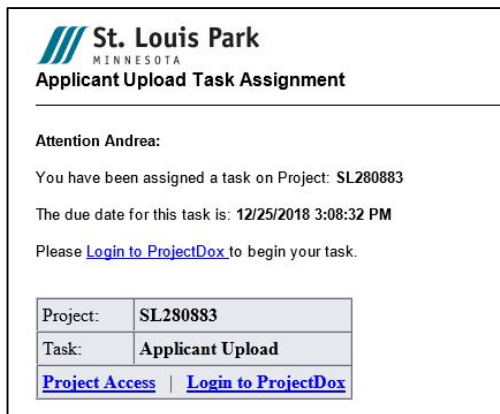 St. Louis Park
MINNESOTA
Applicant Upload Task Assignment
Attention Andrea:
You have been assigned a task on Project: SL280883
The due date for this task is: 12/25/2018 3:08:32 PM
Please Login to ProjectDox to begin your task.
Project: SL280883
Task: Applicant Upload
Project Access | Login to ProjectDox